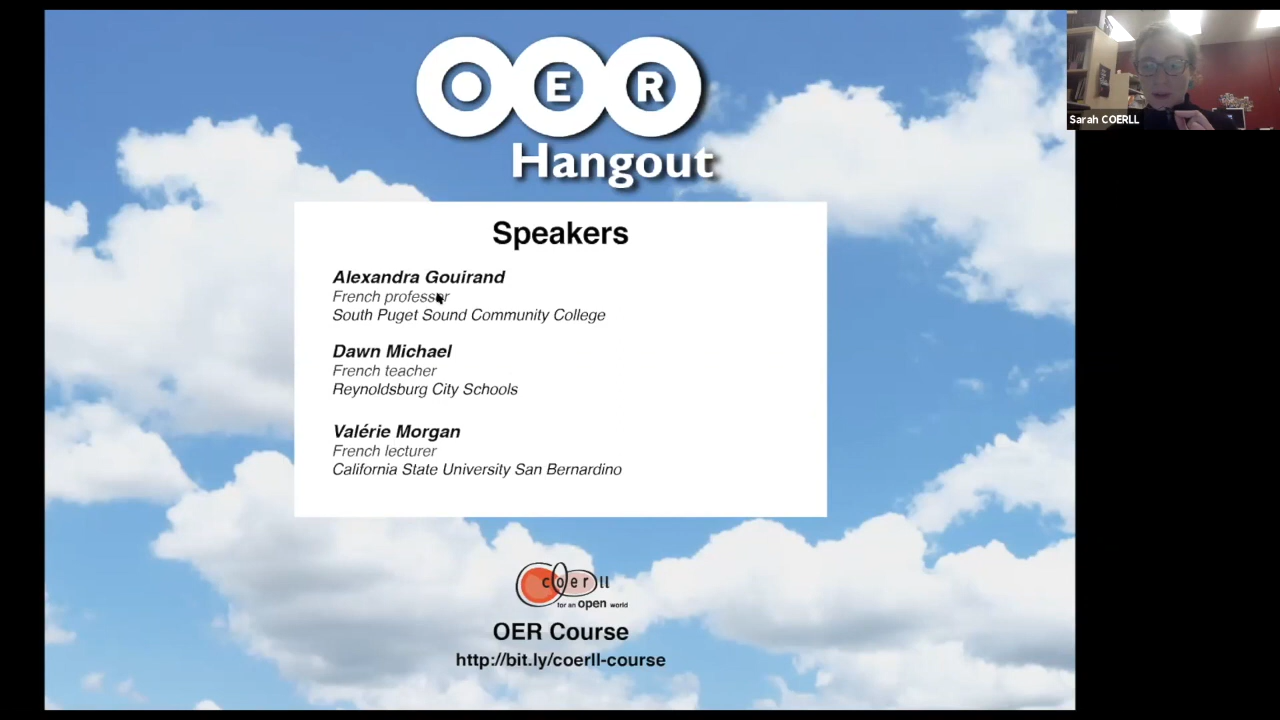 O E R
Hangout
Sarah COERLL
Speakers
Alexandra Gouirand
French professor
South Puget Sound Community College
Dawn Michael
French teacher
Reynoldsburg City Schools
Valérie Morgan
French lecturer
California State University San Bernardino
coerll
for an open world
OER Course
http://bit.ly/coerll-course